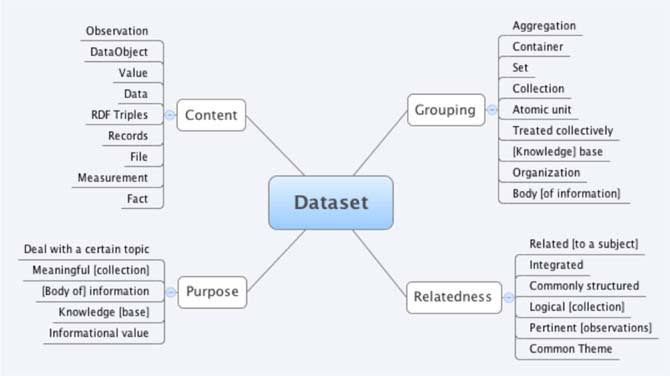 Observation
DataObject
Value
Data
RDF Triples
Records
File
Measurement
Fact
Content
Aggregation
Container
Set
Collection
Atomic unit
Treated collectively
[Knowledge] base
Organization
Body [of information]
Grouping
Dataset
Deal with a certain topic
Meaningful [collection]
[Body of] information
Knowledge [base]
Informational value
Purpose
Related [to a subject]
Integrated
Commonly structured
Logical [collection]
Pertinent [observations]
Common Theme
Relatedness